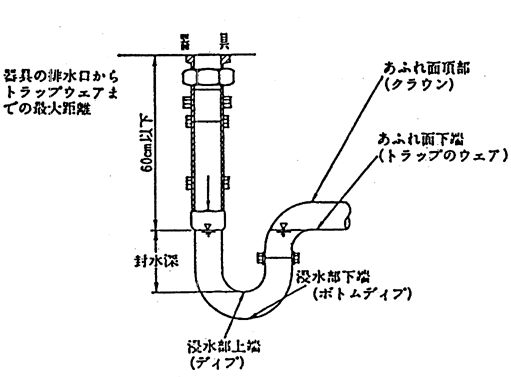 器 具
器具の排水口から
トラップウェアま
での最大距離
60cm以下
封水深
あふれ面頂部
(クラウン)
あふれ面下端
(トラップのウェア)
浸水部下端
(ボトムディプ)
浸水部上端
(ディプ)